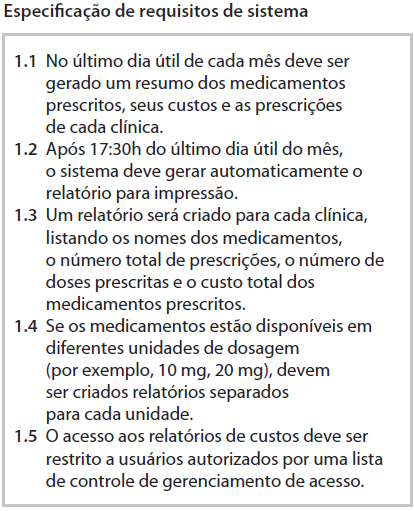 Especificação de requisitos de sistema
1.1 No último dia útil de cada mês deve ser
gerado um resumo dos medicamentos
prescritos, seus custos e as prescrições
de cada clínica.
1.2 Após 17:30h do último dia útil do mês,
o sistema deve gerar automaticamente o
relatório para impressão.
1.3 Um relatório será criado para cada clínica,
listando os nomes dos medicamentos,
o número total de prescrições, o número de
doses prescritas e o custo total dos
medicamentos prescritos.
1.4 Se os medicamentos estão disponíveis em
diferentes unidades de dosagem
(por exemplo, 10 mg, 20 mg), devem
ser criados relatórios separados
para cada unidade.
1.5 O acesso aos relatórios de custos deve ser
restrito a usuários autorizados por uma lista
de controle de gerenciamento de acesso.